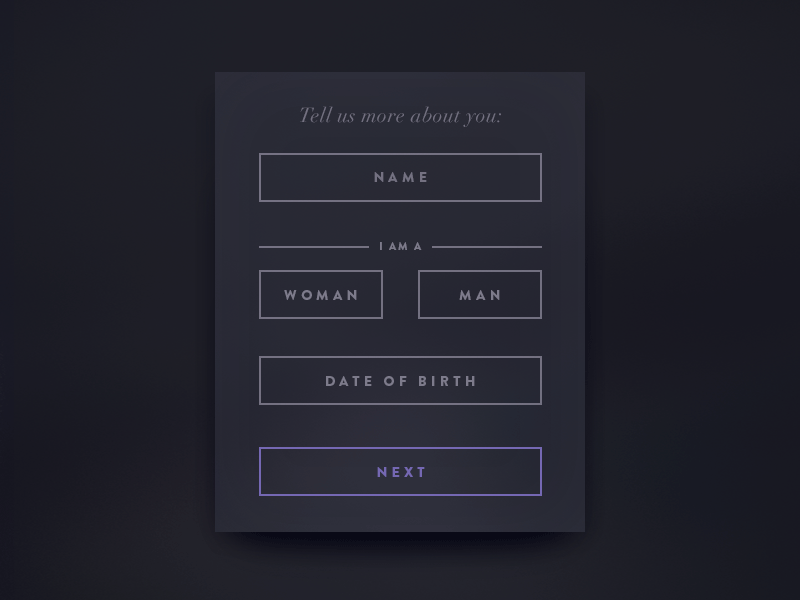 Tell us more about you:
NAME
I AM A
WOMAN MAN
DATE OF BIRTH
NEXT